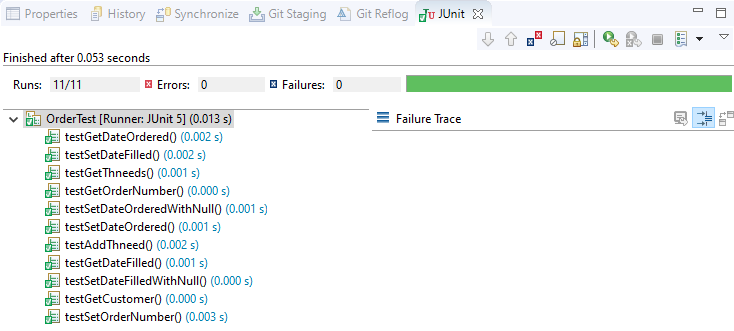 Properties History Synchronize Git Staging Git Reflog JUnit
Finished after 0.053 seconds
Runs: 11/11 Errors: 0 Failures: 0
OrderTest [Runner: JUnit 5] (0.013 s)
Failure Trace
testGetDateOrdered() (0.002 s)
testSetDateFilled() (0.002 s)
testGetThneeds() (0.001 s)
testGetOrderNumber() (0.000 s)
testSetDateOrderedWithNull() (0.001 s)
testSetDateOrdered() (0.001 s)
testAddThneed() (0.002 s)
testGetDateFilled() (0.001 s)
testSetDateFilledWithNull() (0.000 s)
testGetCustomer() (0.000 s)
testSetOrderNumber() (0.003 s)